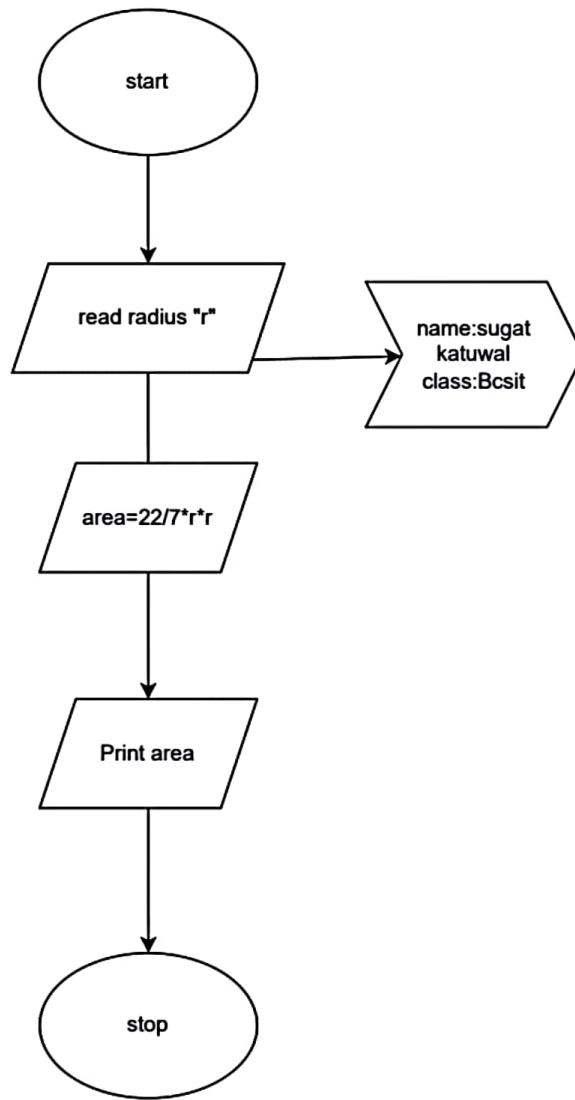 start
read radius "r"
name:sugat
katuwal
class:Bcsit
area=22/7*r*r
Print area
stop